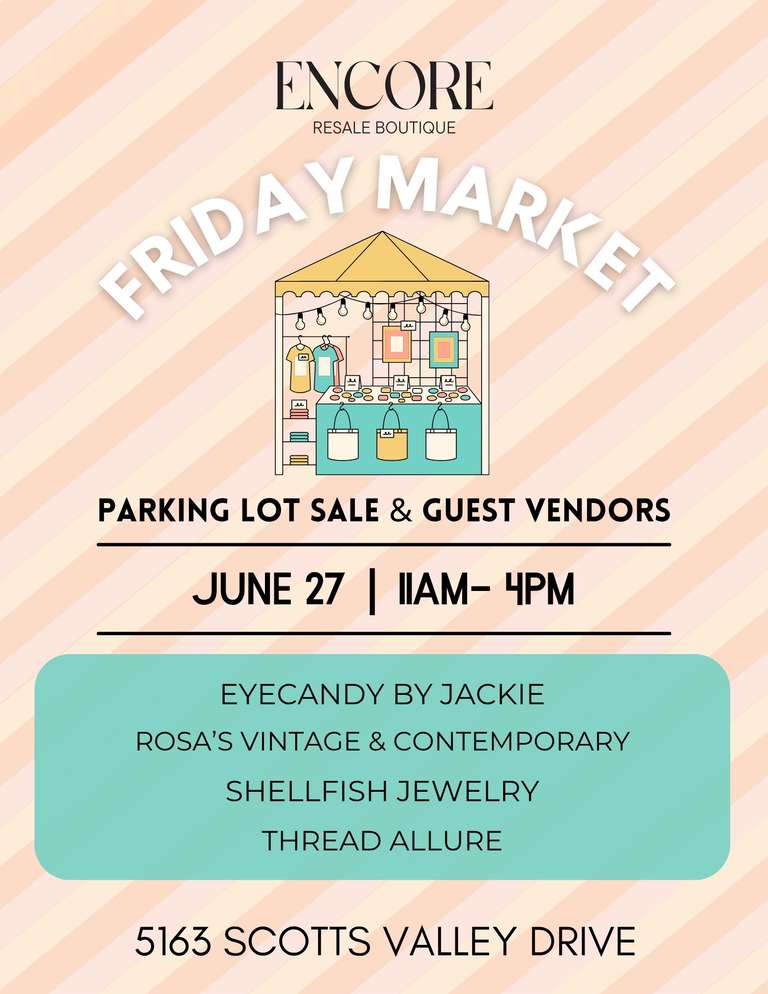 ENCORE
RESALE BOUTIQUE
FRIDAY MARKET
PARKING LOT SALE & GUEST VENDORS
JUNE 27 | 11AM- 4PM
EYECANDY BY JACKIE
ROSA'S VINTAGE & CONTEMPORARY
SHELLFISH JEWELRY
THREAD ALLURE
5163 SCOTTS VALLEY DRIVE